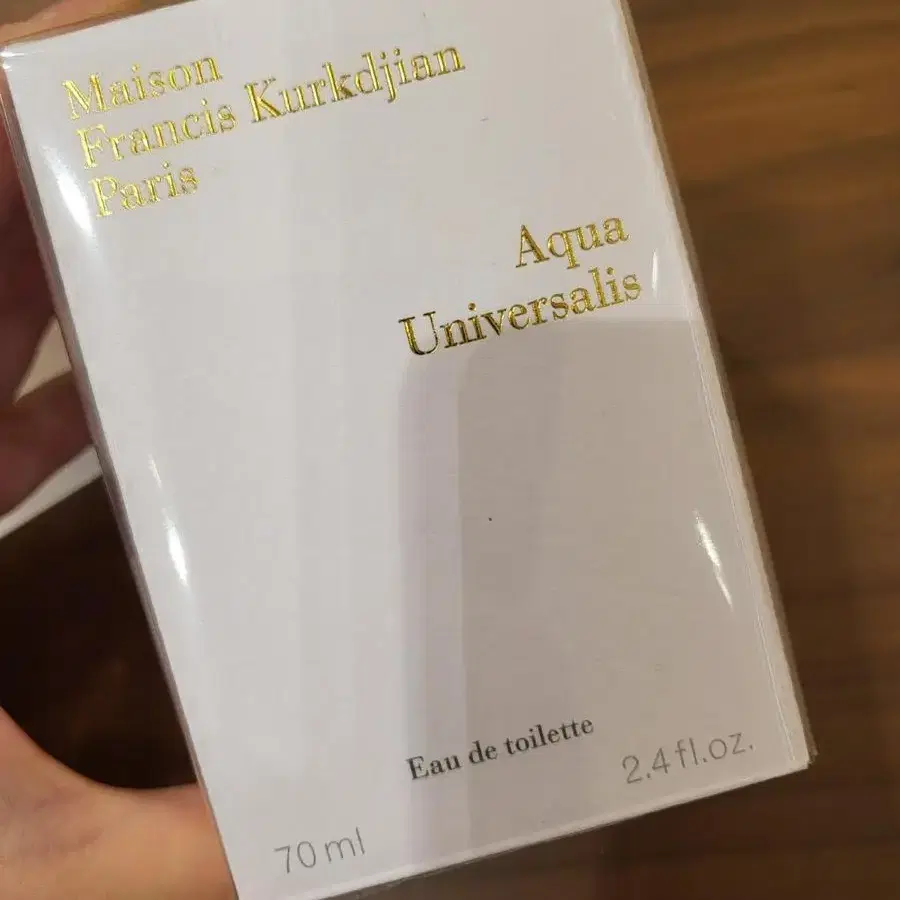 Maison
Francis Kurkdjian
Paris
Aqua
Universalis
Eau de toilette
2.4 fl.oz.
70 ml